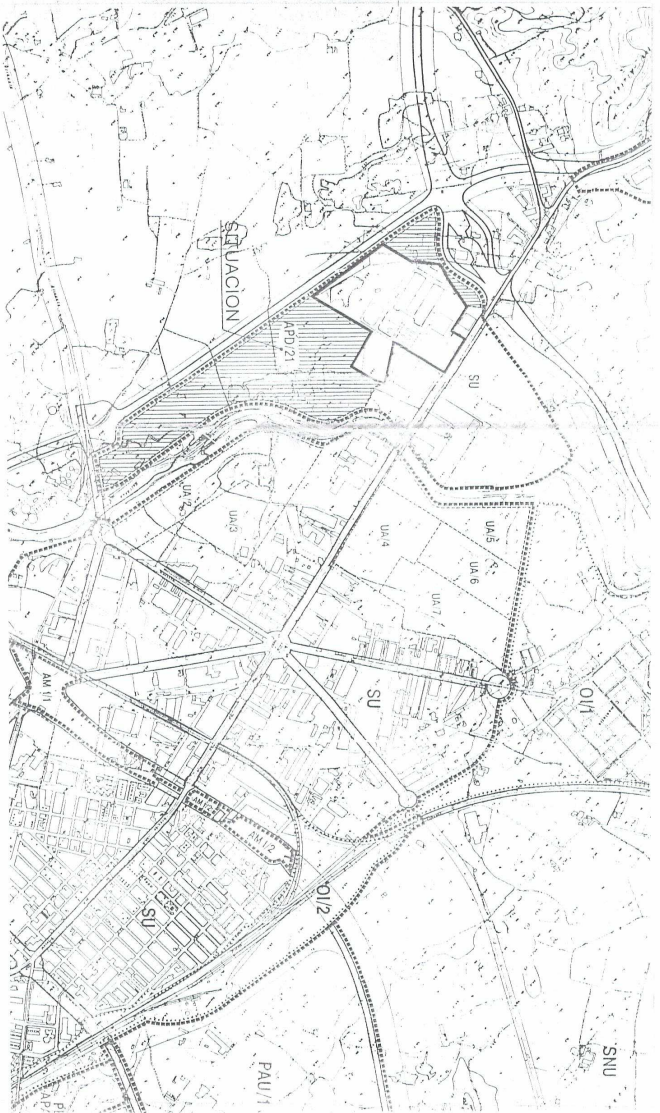 SITUACION
APD/21
SU
UA 2
UA/3
UA/4
UA/5
UA 6
UA 7
SU
OI/1
AM 1/1
AM 1/2
SU
OI/2
SNU
PAU/1